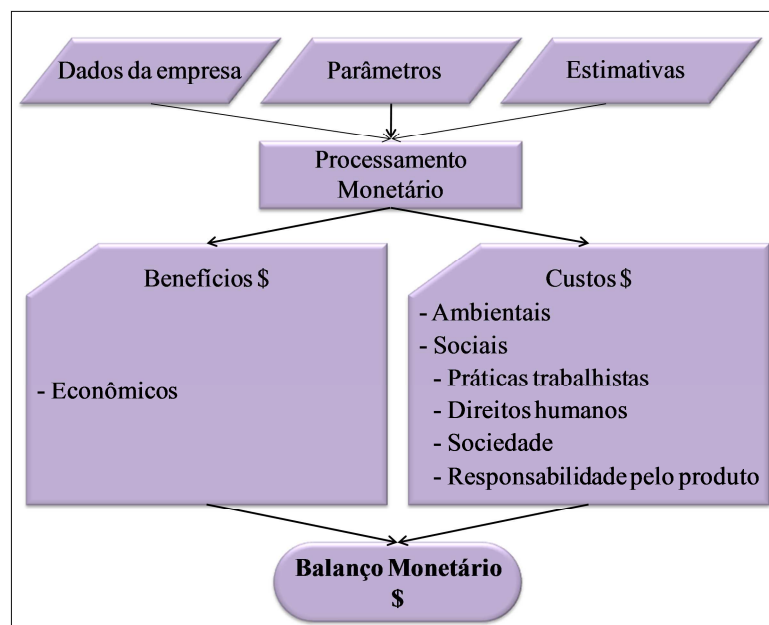 Dados da empresa
Parâmetros
Estimativas
Processamento
Monetário
Benefícios $
- Econômicos
Custos $
- Ambientais
- Sociais
- Práticas trabalhistas
- Direitos humanos
- Sociedade
- Responsabilidade pelo produto
Balanço Monetário
$